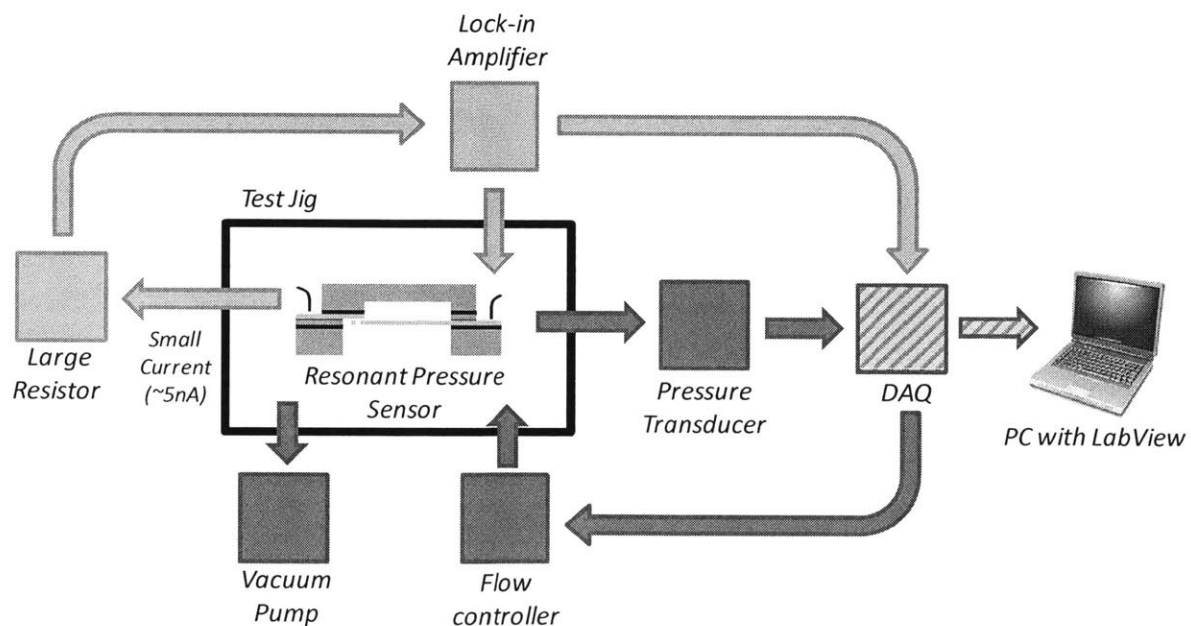 Lock-in
Amplifier
Test Jig
Large
Resistor
Small
Current
(~5nA)
Resonant Pressure
Sensor
Pressure
Transducer
DAQ
PC with LabView
Vacuum
Pump
Flow
controller